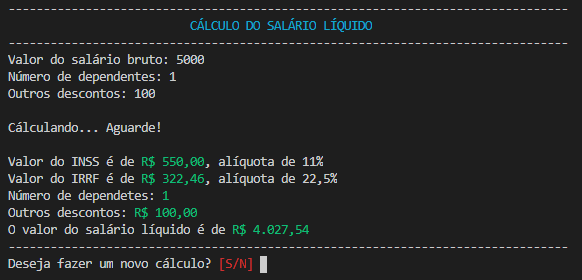 CÁLCULO DO SALÁRIO LÍQUIDO
Valor do salário bruto: 5000
Número de dependentes: 1
Outros descontos: 100
Cálculando... Aguarde!
Valor do INSS é de R$ 550,00, alíquota de 11%
Valor do IRRF é de R$ 322,46, alíquota de 22,5%
Número de dependetes: 1
Outros descontos: R$ 100,00
O valor do salário líquido é de R$ 4.027,54
Deseja fazer um novo cálculo? [S/N]